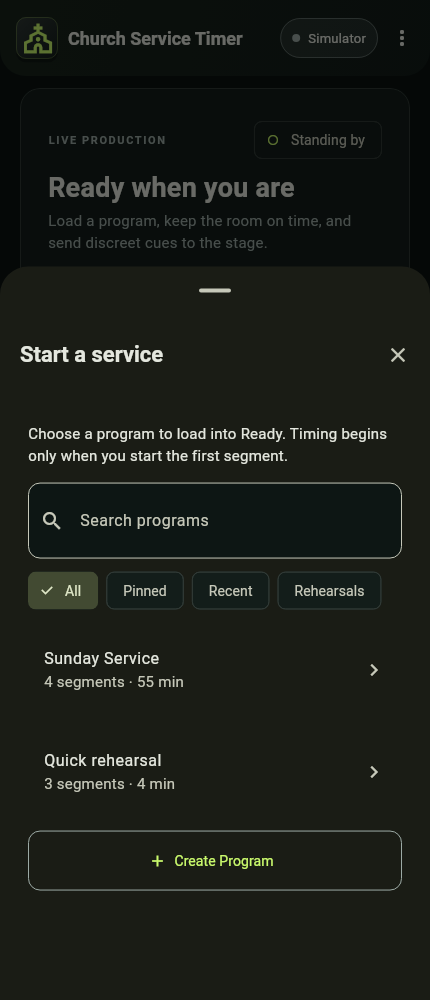 Church Service Timer
Simulator
LIVE PRODUCTION
Standing by
Ready when you are
Load a program, keep the room on time, and
send discreet cues to the stage.
Start a service
Choose a program to load into Ready. Timing begins
only when you start the first segment.
Search programs
All
Pinned
Recent
Rehearsals
Sunday Service
4 segments · 55 min
Quick rehearsal
3 segments · 4 min
Create Program